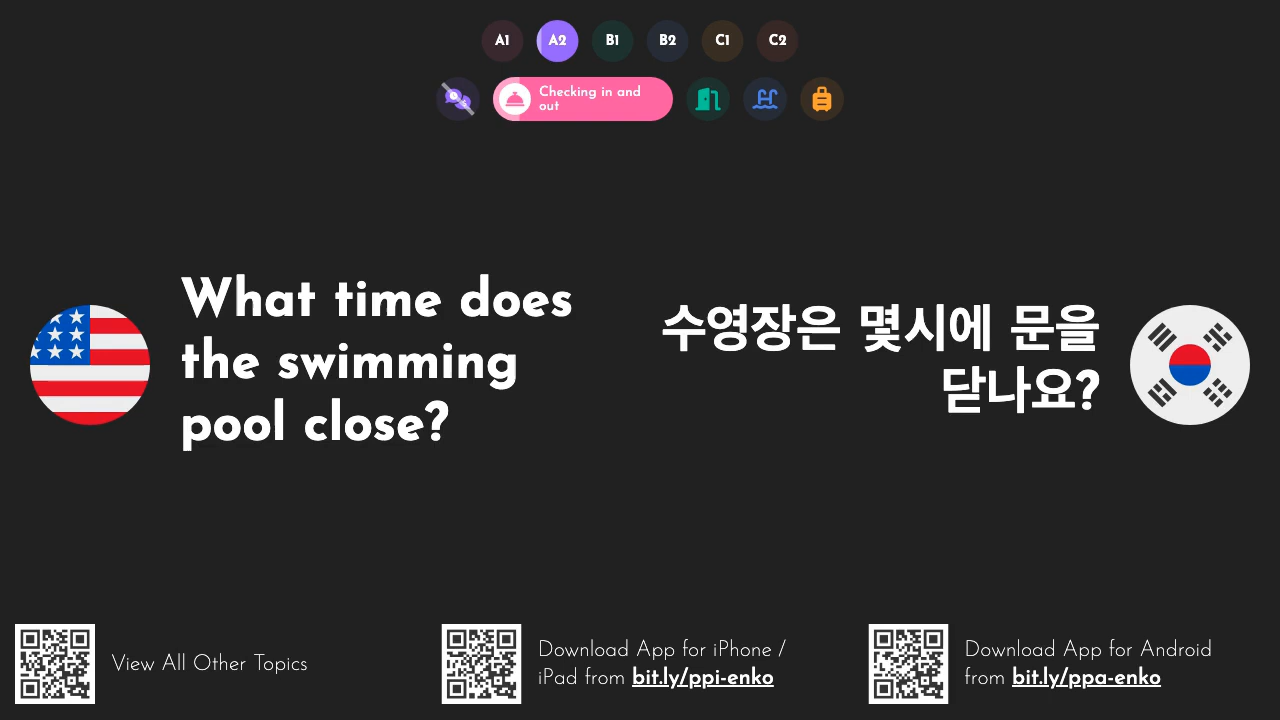 A1 A2 B1 B2 C1 C2
Checking in and
out
What time does
the swimming
pool close?
수영장은 몇시에 문을
닫나요?
View All Other Topics
Download App for iPhone /
iPad from bit.ly/ppi-enko
Download App for Android
from bit.ly/ppa-enko